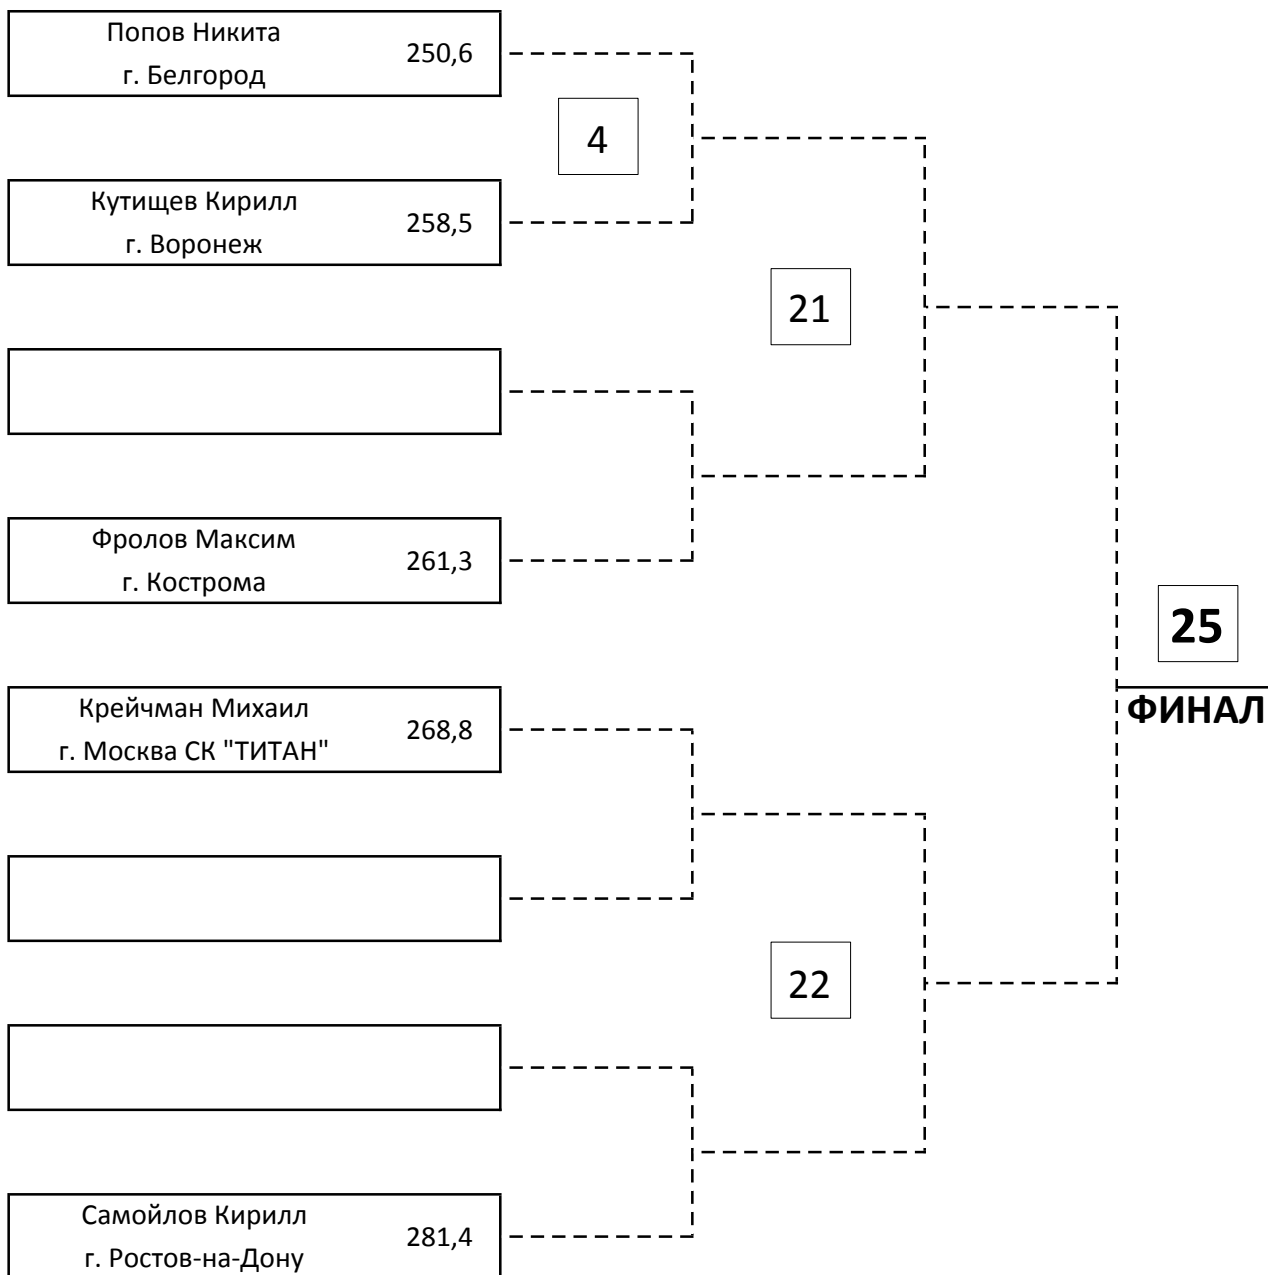 Попов Никита
г. Белгород
250,6
4
Кутищев Кирилл
г. Воронеж
258,5
21
Фролов Максим
г. Кострома
261,3
25
ФИНАЛ
Крейчман Михаил
г. Москва СК "ТИТАН"
268,8
22
Самойлов Кирилл
г. Ростов-на-Дону
281,4